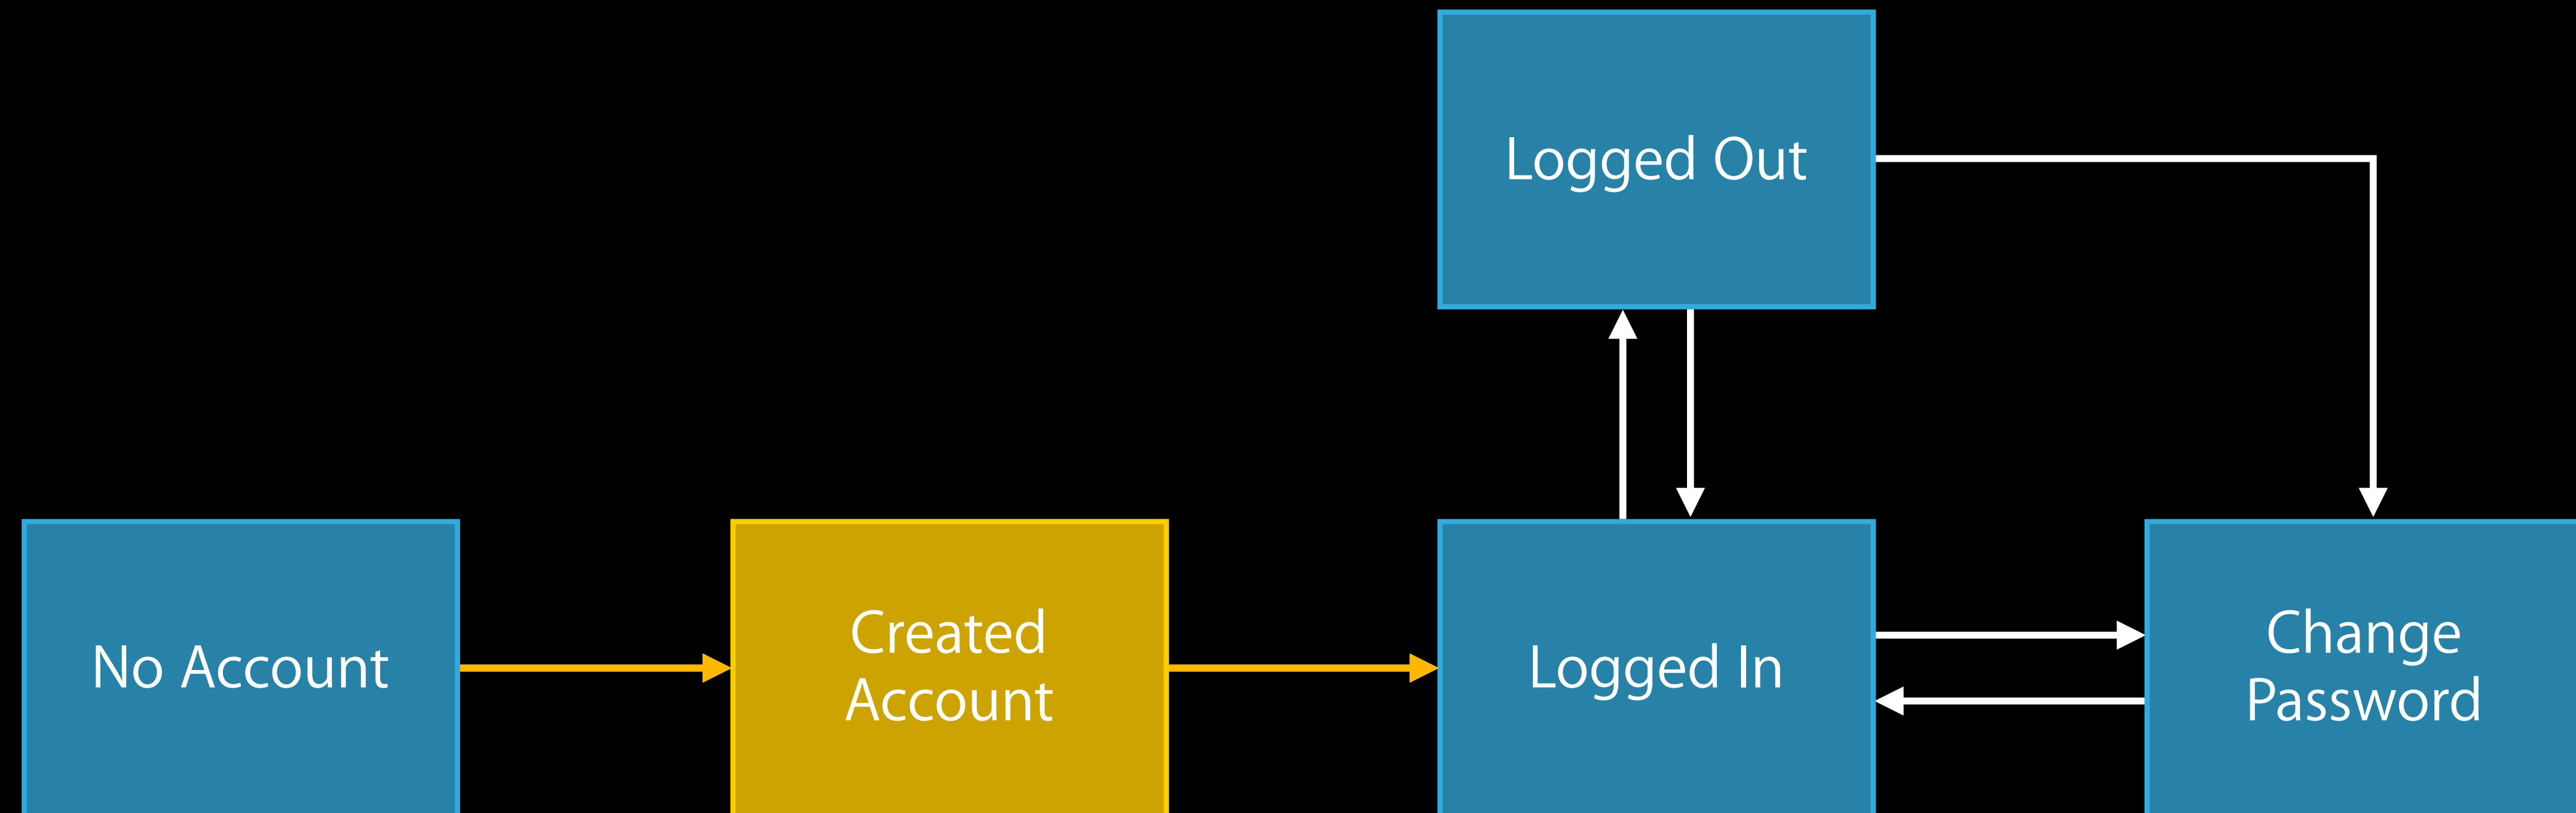 Logged Out
No Account
Created
Account
Logged In
Change
Password